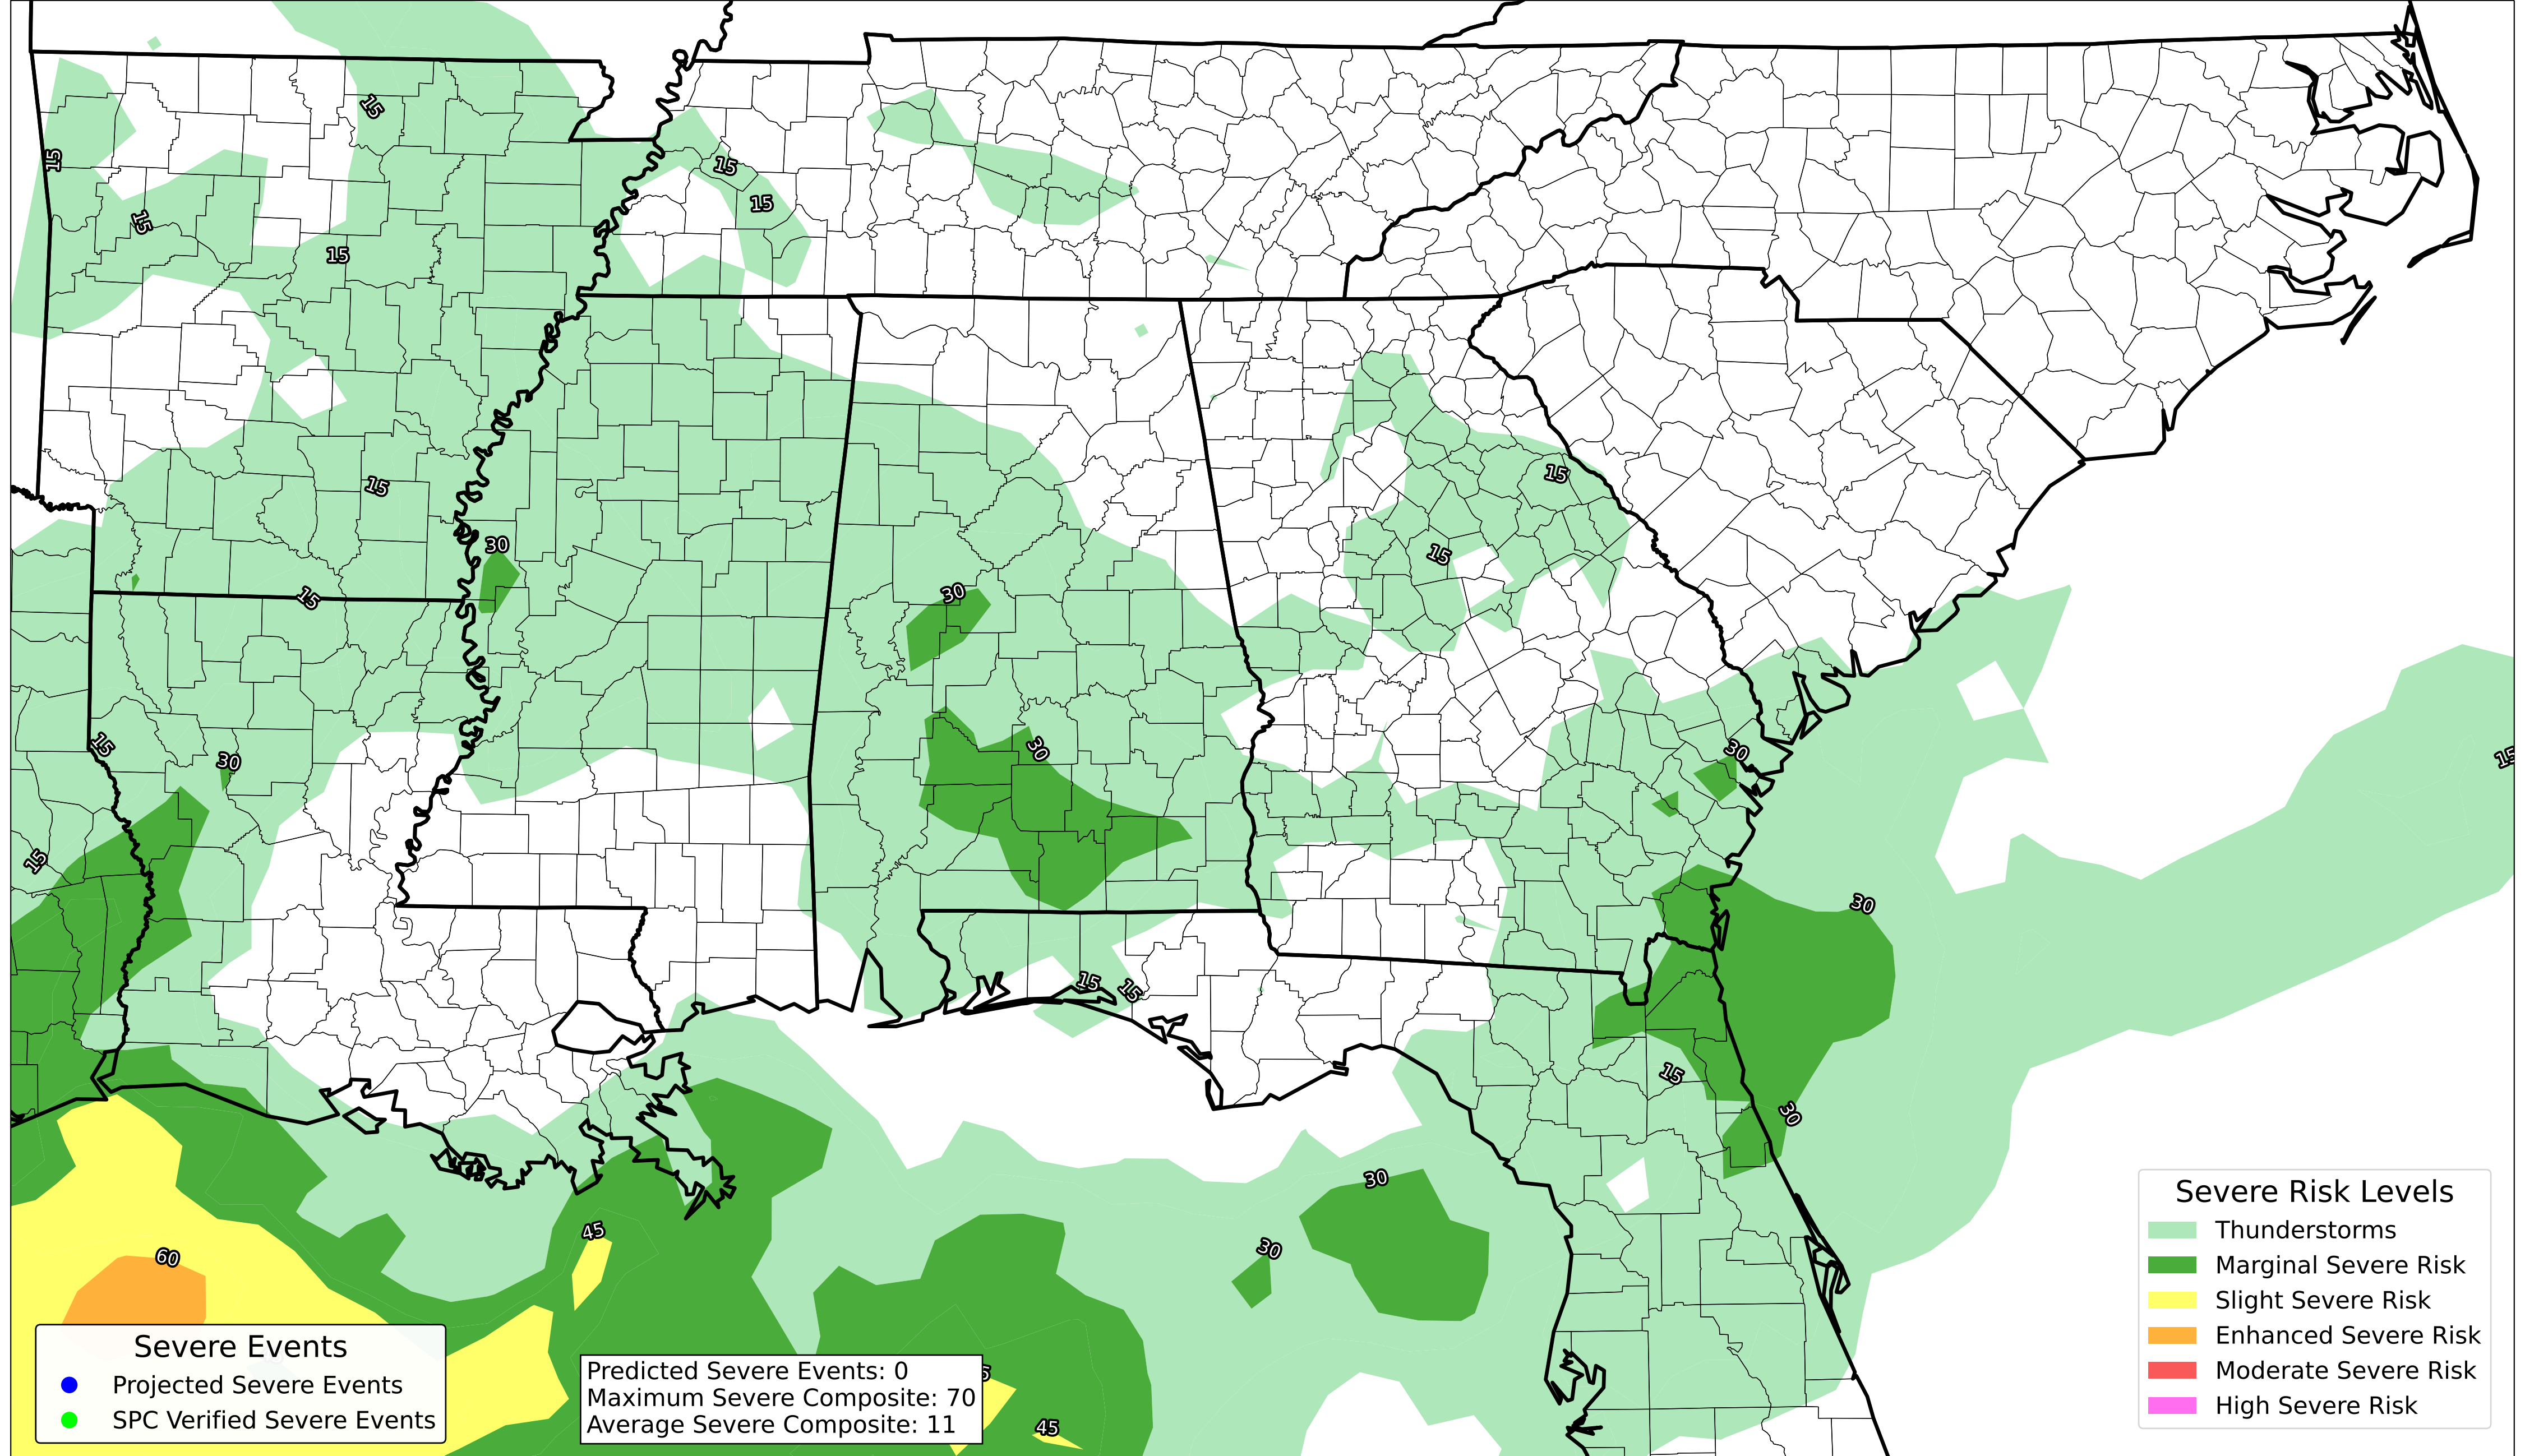 15
15
15
15
15
15
15
30
30
15
15
30
15
30
15
30
30
15
15
30
15
15
15
30
30
30
45
30
60
45
Severe Risk Levels
Thunderstorms
Marginal Severe Risk
Slight Severe Risk
Enhanced Severe Risk
Moderate Severe Risk
High Severe Risk
Severe Events
Projected Severe Events
SPC Verified Severe Events
Predicted Severe Events: 0
Maximum Severe Composite: 70
Average Severe Composite: 11